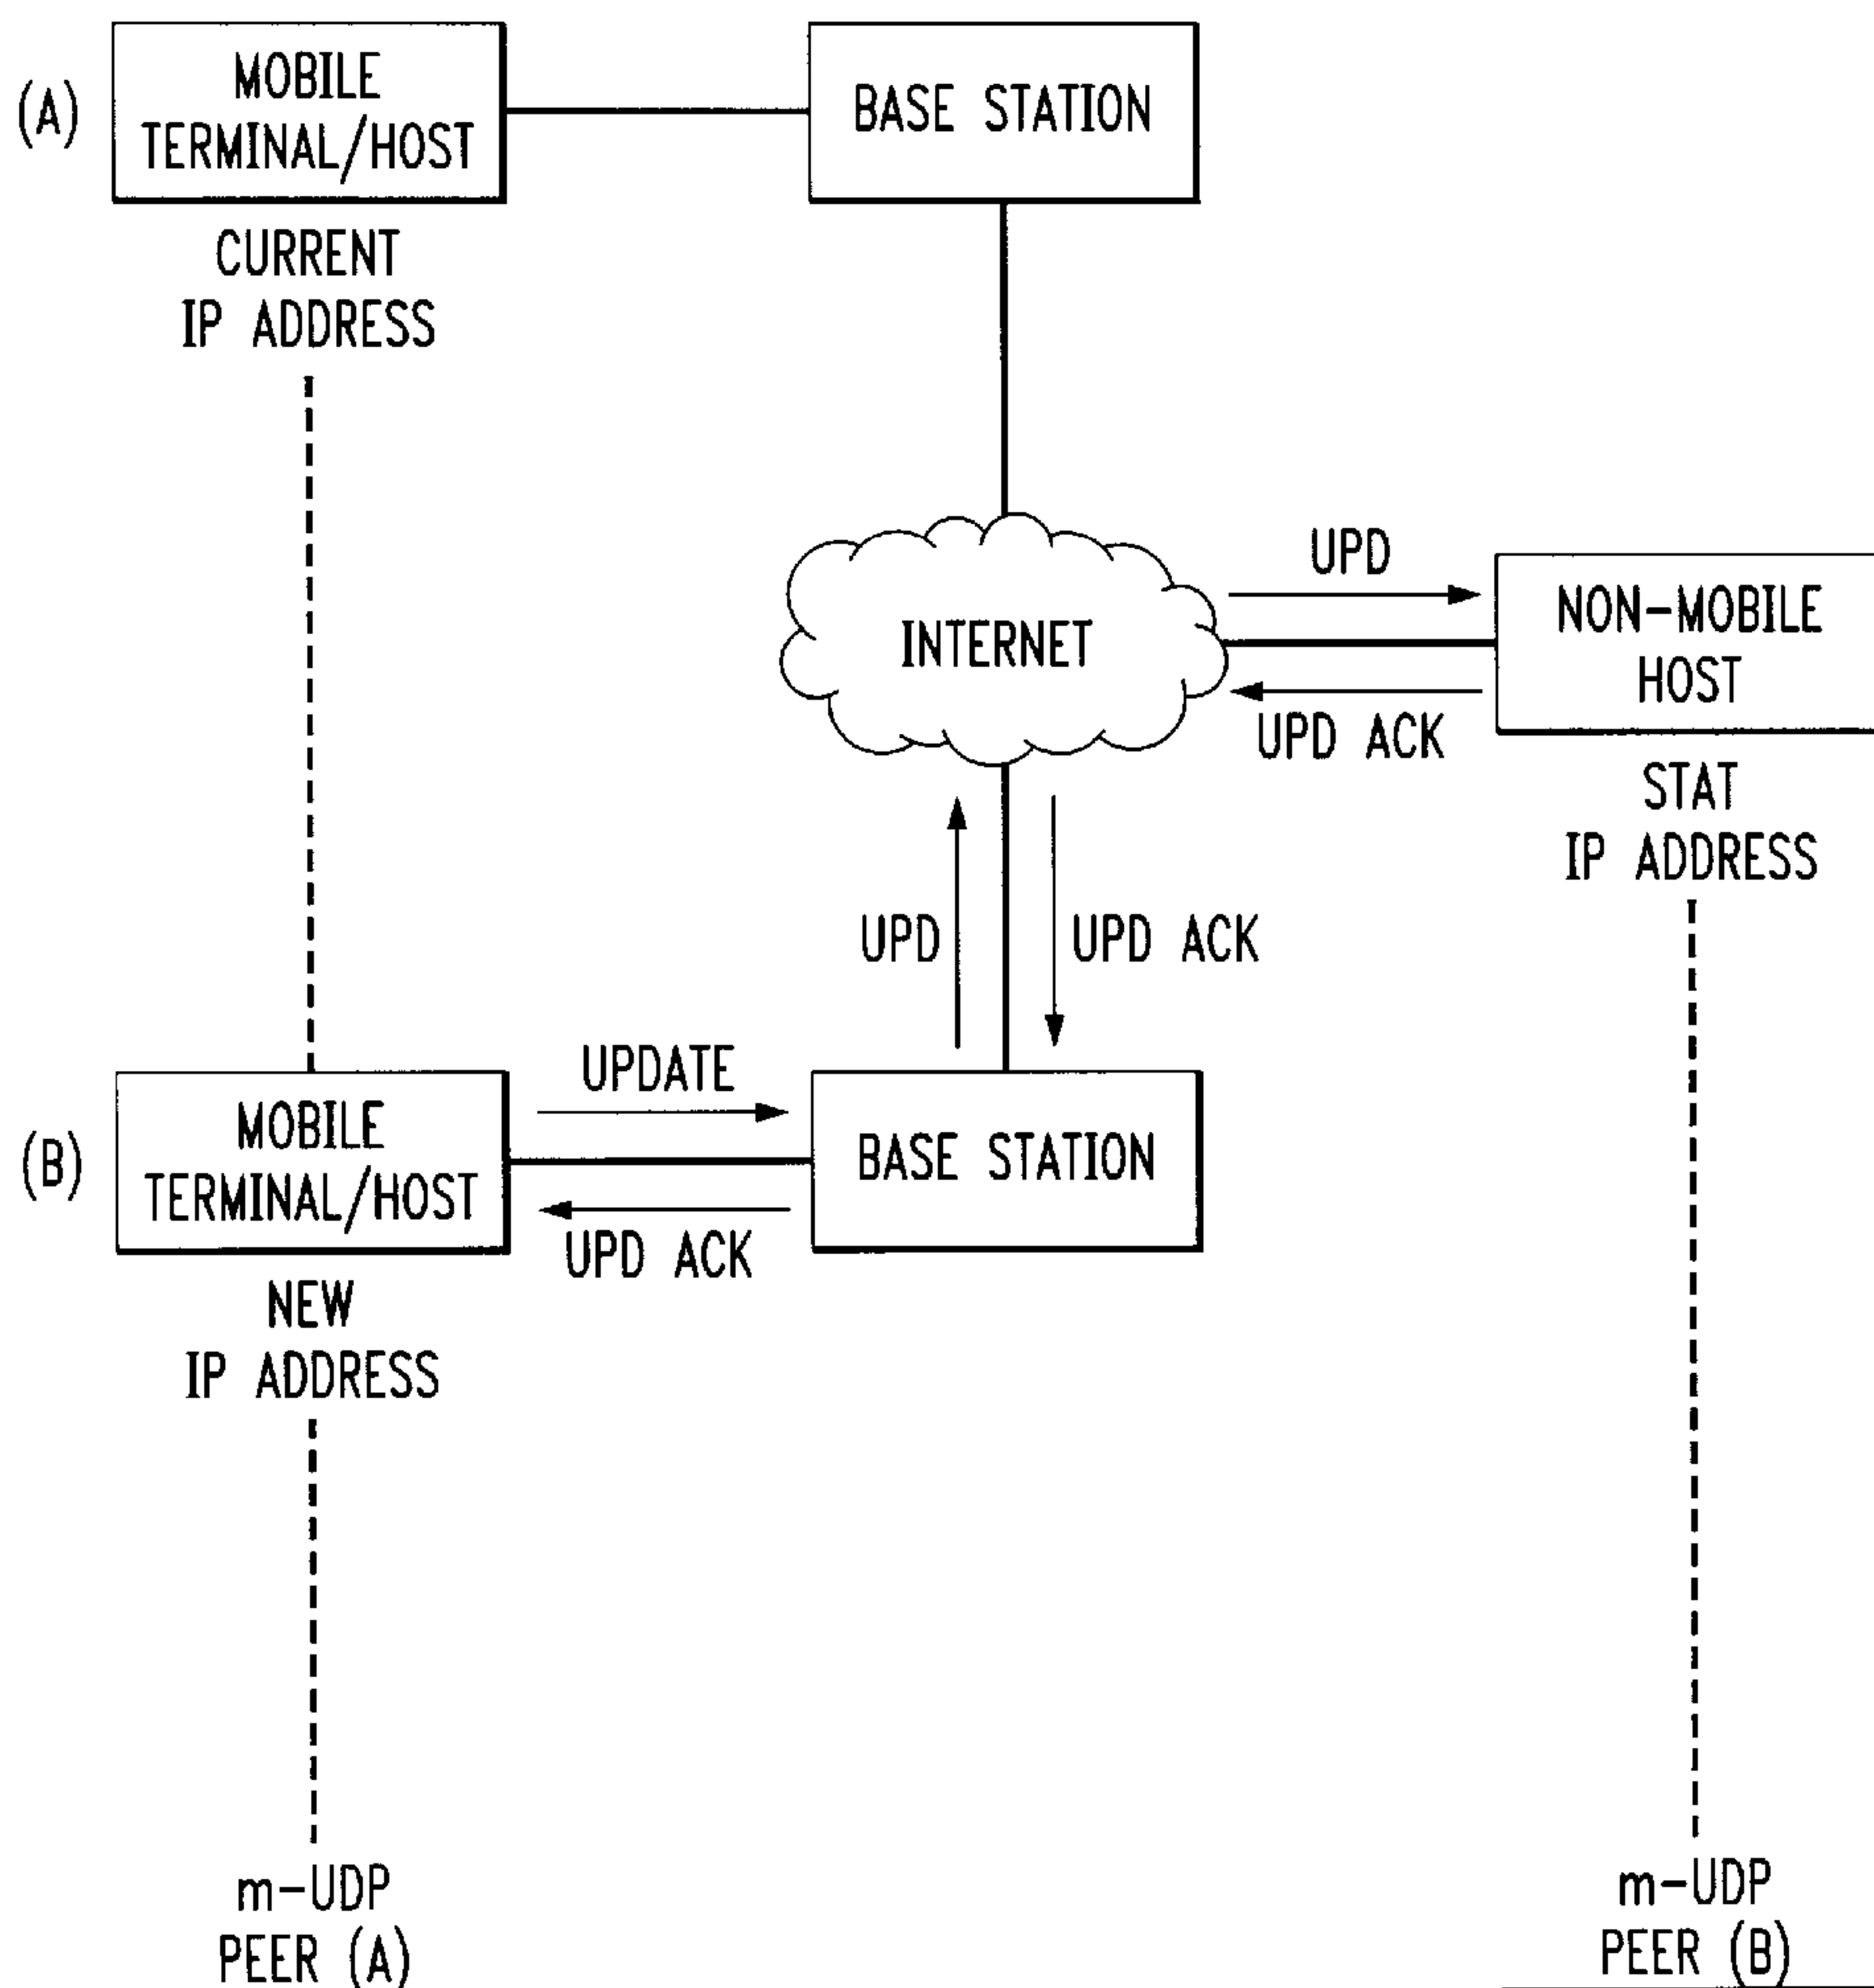 (A)
MOBILE
TERMINAL/HOST
BASE STATION
CURRENT
IP ADDRESS
INTERNET
UPD
UPD ACK
NON-MOBILE
HOST
STAT
IP ADDRESS
UPD
UPD ACK
(B)
MOBILE
TERMINAL/HOST
UPDATE
UPD ACK
BASE STATION
NEW
IP ADDRESS
m-UDP
PEER (A)
m-UDP
PEER (B)